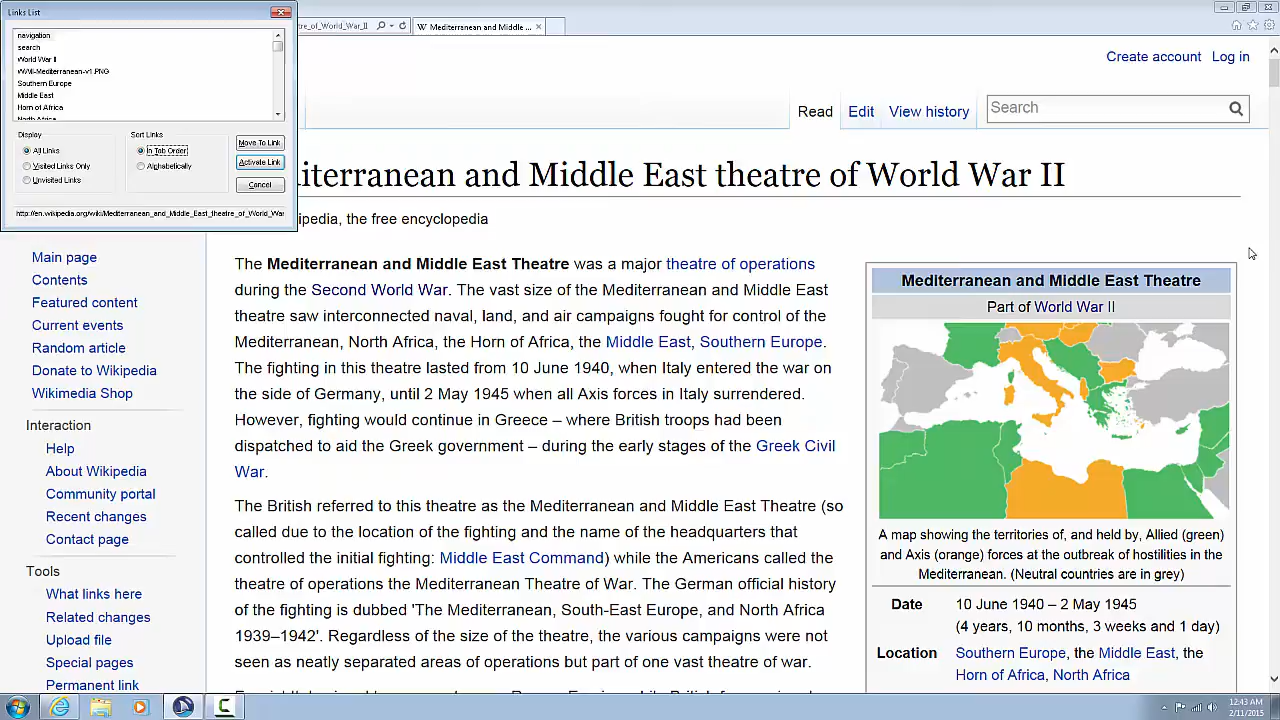 Links List
navigation
search
World War II
WWII-Mediterranean-v1.PNG
Southern Europe
Middle East
Horn of Africa
North Africa
Display
All Links
Visited Links Only
Unvisited Links
Sort Links
In Tab Order
Alphabetically
Move To Link
Activate Link
Cancel
http://en.wikipedia.org/wiki/Mediterranean_and_Middle_East_theatre_of_World_War
tre_of_World_War_II
W Mediterranean and Middle ...
Create account Log in
Read Edit View history Search
iterranean and Middle East theatre of World War II
ipedia, the free encyclopedia
Main page
Contents
Featured content
Current events
Random article
Donate to Wikipedia
Wikimedia Shop
Interaction
Help
About Wikipedia
Community portal
Recent changes
Contact page
Tools
What links here
Related changes
Upload file
Special pages
Permanent link
The Mediterranean and Middle East Theatre was a major theatre of operations
during the Second World War. The vast size of the Mediterranean and Middle East
theatre saw interconnected naval, land, and air campaigns fought for control of the
Mediterranean, North Africa, the Horn of Africa, the Middle East, Southern Europe.
The fighting in this theatre lasted from 10 June 1940, when Italy entered the war on
the side of Germany, until 2 May 1945 when all Axis forces in Italy surrendered.
However, fighting would continue in Greece – where British troops had been
dispatched to aid the Greek government – during the early stages of the Greek Civil
War.
The British referred to this theatre as the Mediterranean and Middle East Theatre (so
called due to the location of the fighting and the name of the headquarters that
controlled the initial fighting: Middle East Command) while the Americans called the
theatre of operations the Mediterranean Theatre of War. The German official history
of the fighting is dubbed 'The Mediterranean, South-East Europe, and North Africa
1939–1942'. Regardless of the size of the theatre, the various campaigns were not
seen as neatly separated areas of operations but part of one vast theatre of war.
Mediterranean and Middle East Theatre
Part of World War II
A map showing the territories of, and held by, Allied (green)
and Axis (orange) forces at the outbreak of hostilities in the
Mediterranean. (Neutral countries are in grey)
Date 10 June 1940 – 2 May 1945
(4 years, 10 months, 3 weeks and 1 day)
Location Southern Europe, the Middle East, the
Horn of Africa, North Africa
12:43 AM
2/11/2015